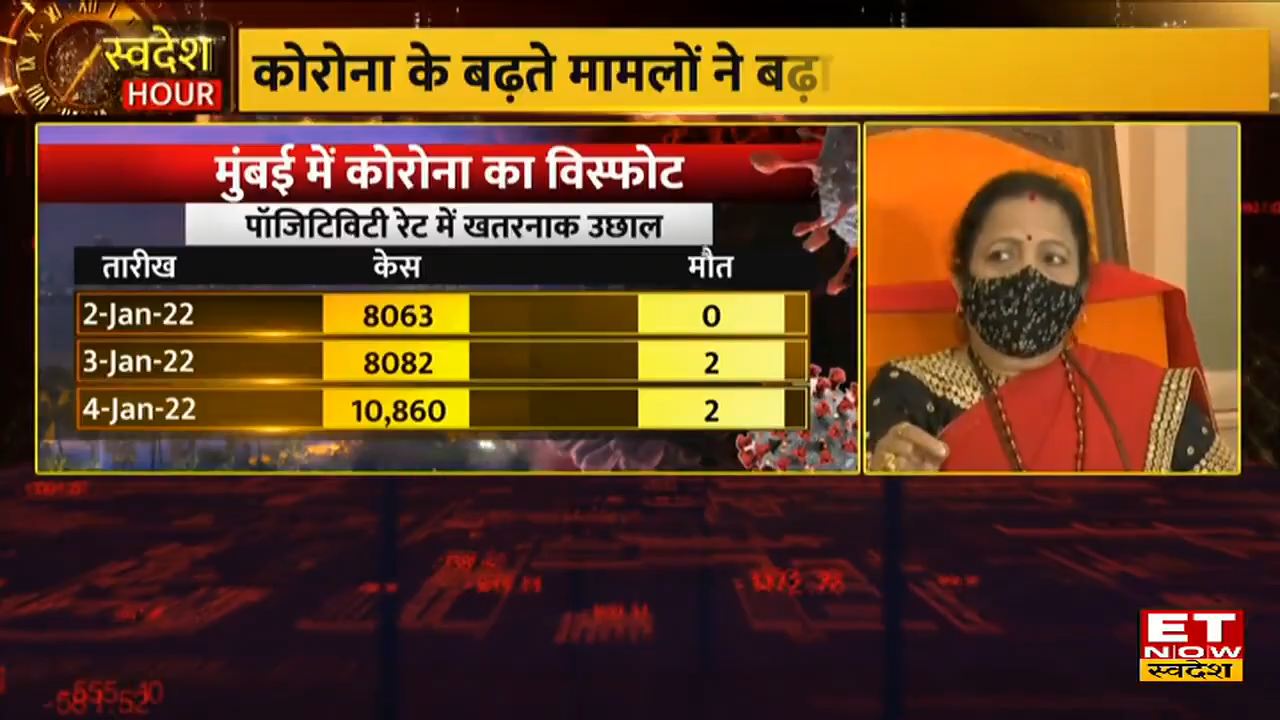 स्वदेश
HOUR
कोरोना के बढ़ते मामलों ने बढ़ा
मुंबई में कोरोना का विस्फोट
पॉजिटिविटी रेट में खतरनाक उछाल
तारीख केस मौत
2-Jan-22 8063 0
3-Jan-22 8082 2
4-Jan-22 10,860 2
ET
NOW
स्वदेश